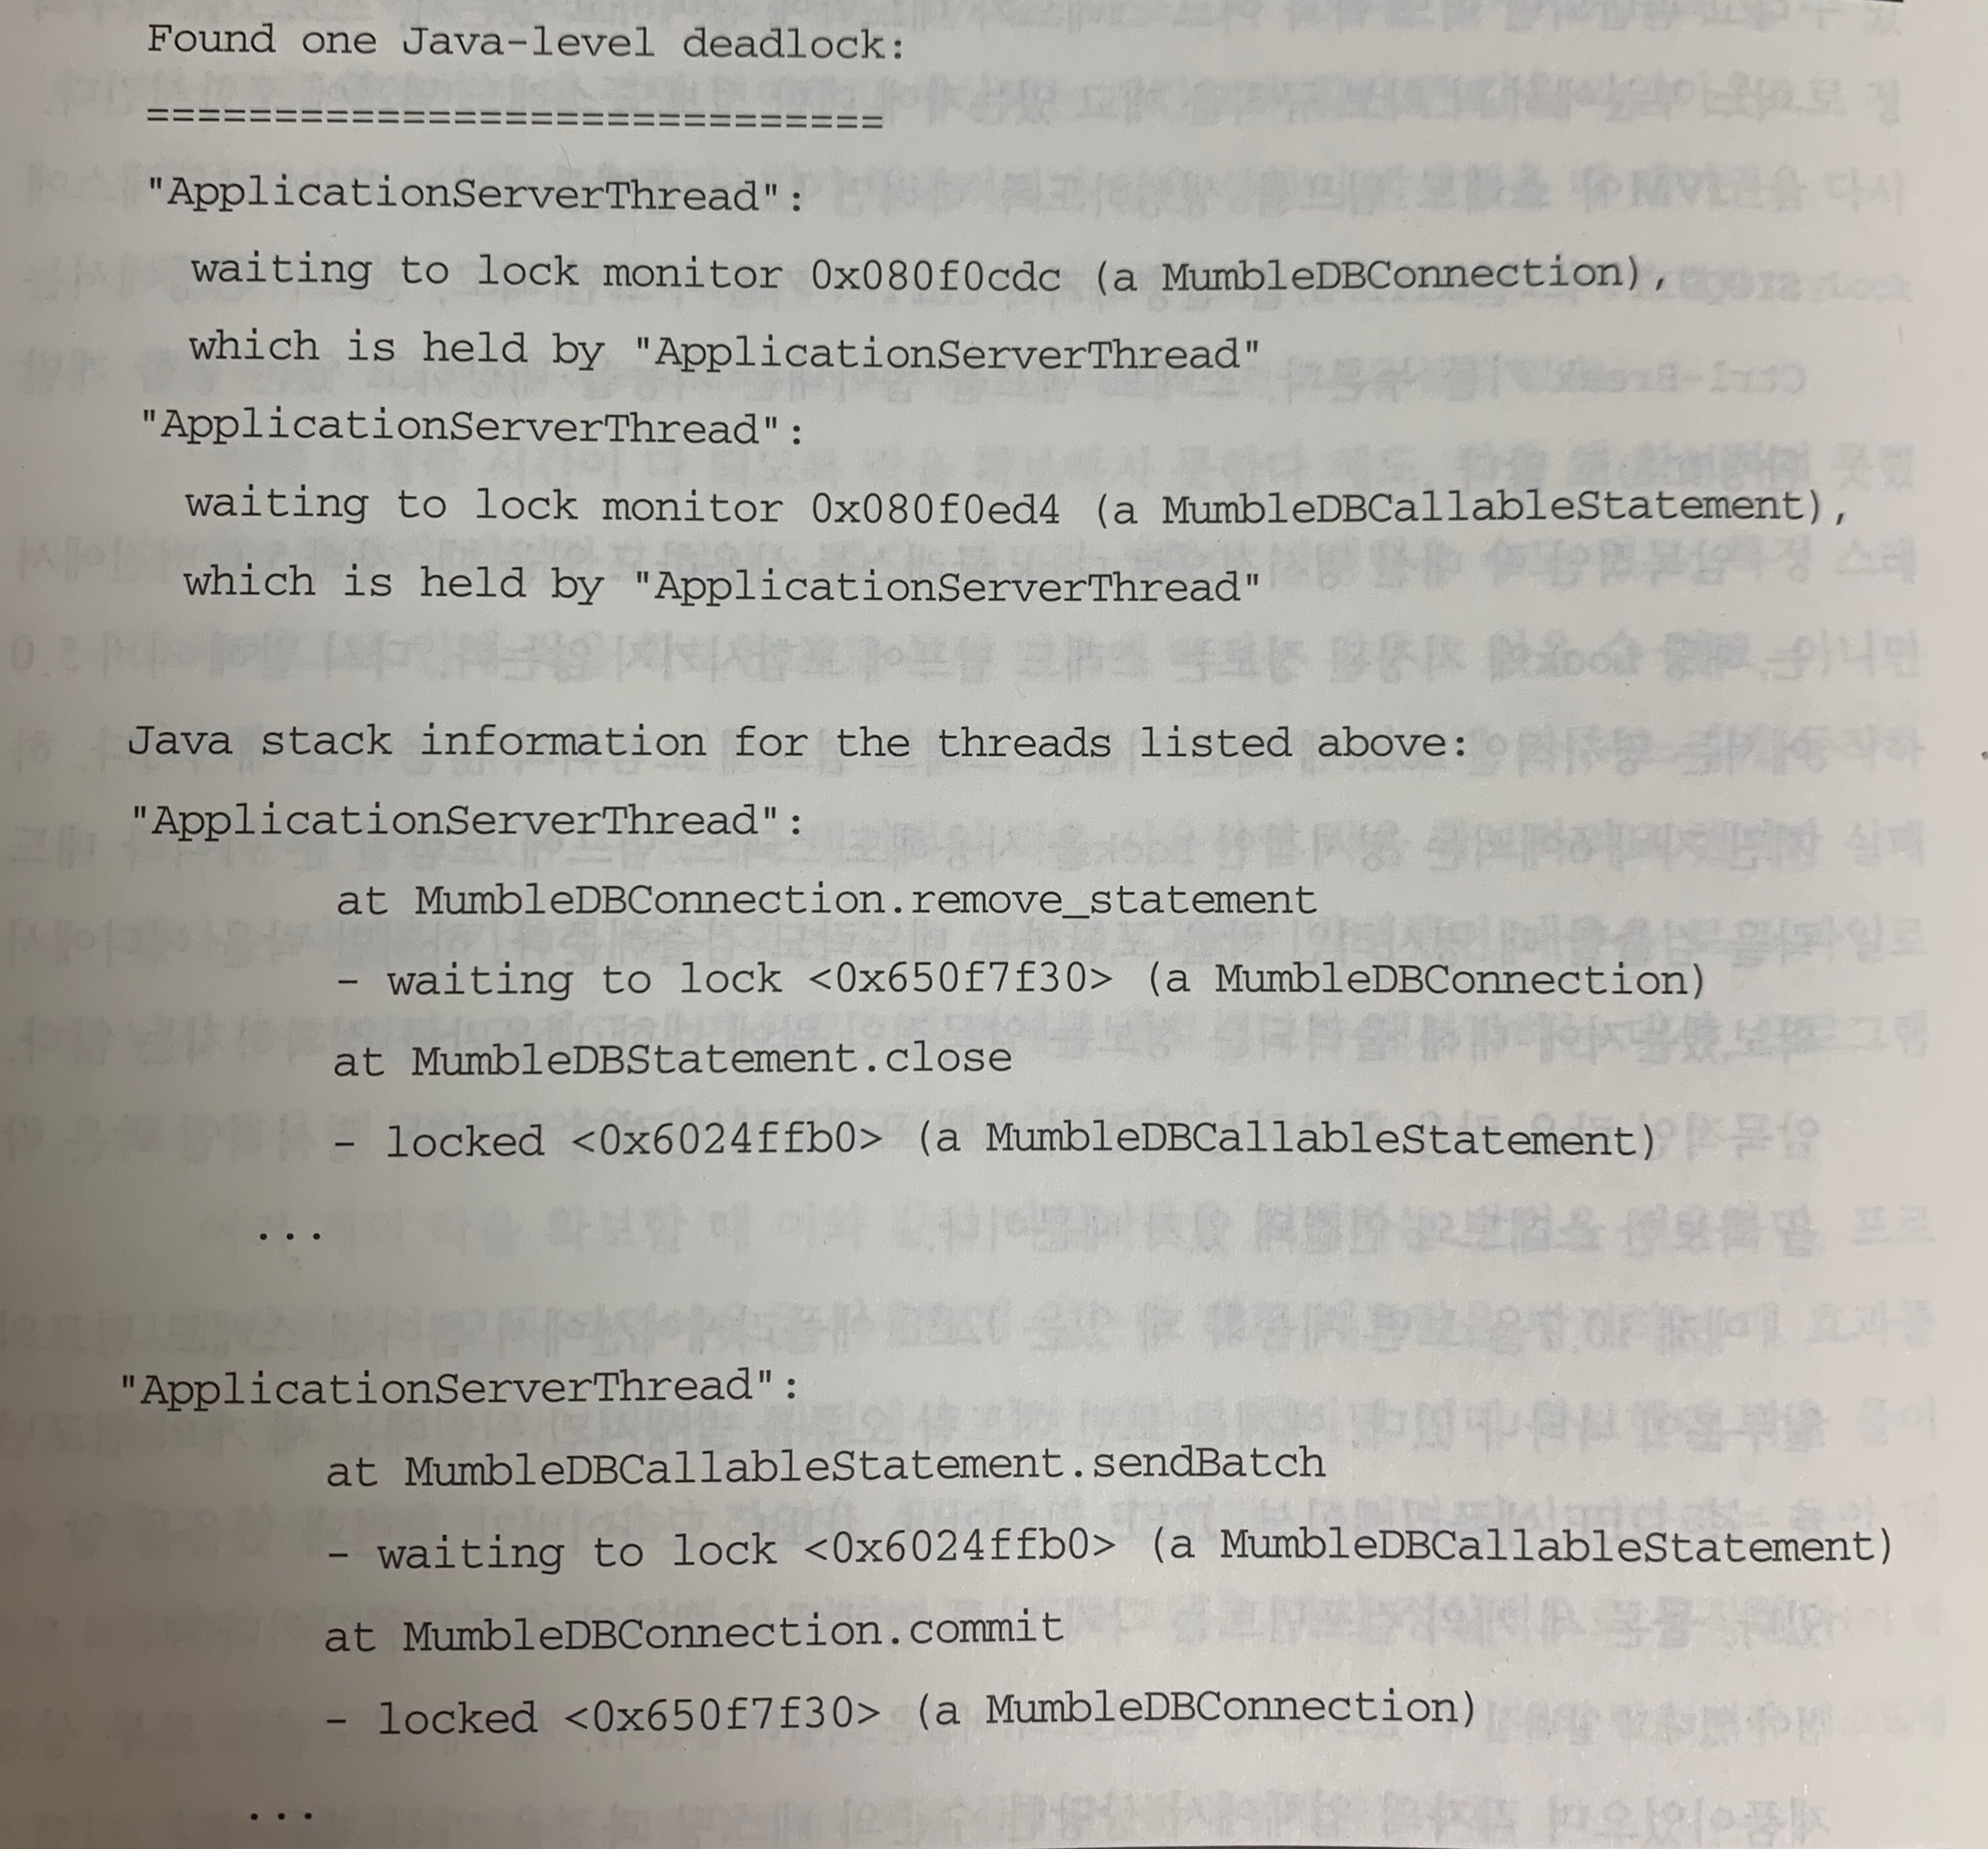 Found one Java-level deadlock:
=============================
"ApplicationServerThread":
waiting to lock monitor 0x080f0cdc (a MumbleDBConnection),
which is held by "ApplicationServerThread"
"ApplicationServerThread":
waiting to lock monitor 0x080f0ed4 (a MumbleDBCallableStatement),
which is held by "ApplicationServerThread"
Java stack information for the threads listed above:
"ApplicationServerThread":
at MumbleDBConnection.remove_statement
- waiting to lock <0x650f7f30> (a MumbleDBConnection)
at MumbleDBStatement.close
- locked <0x6024ffb0> (a MumbleDBCallableStatement)
...
"ApplicationServerThread":
at MumbleDBCallableStatement.sendBatch
- waiting to lock <0x6024ffb0> (a MumbleDBCallableStatement)
at MumbleDBConnection.commit
- locked <0x650f7f30> (a MumbleDBConnection)
...